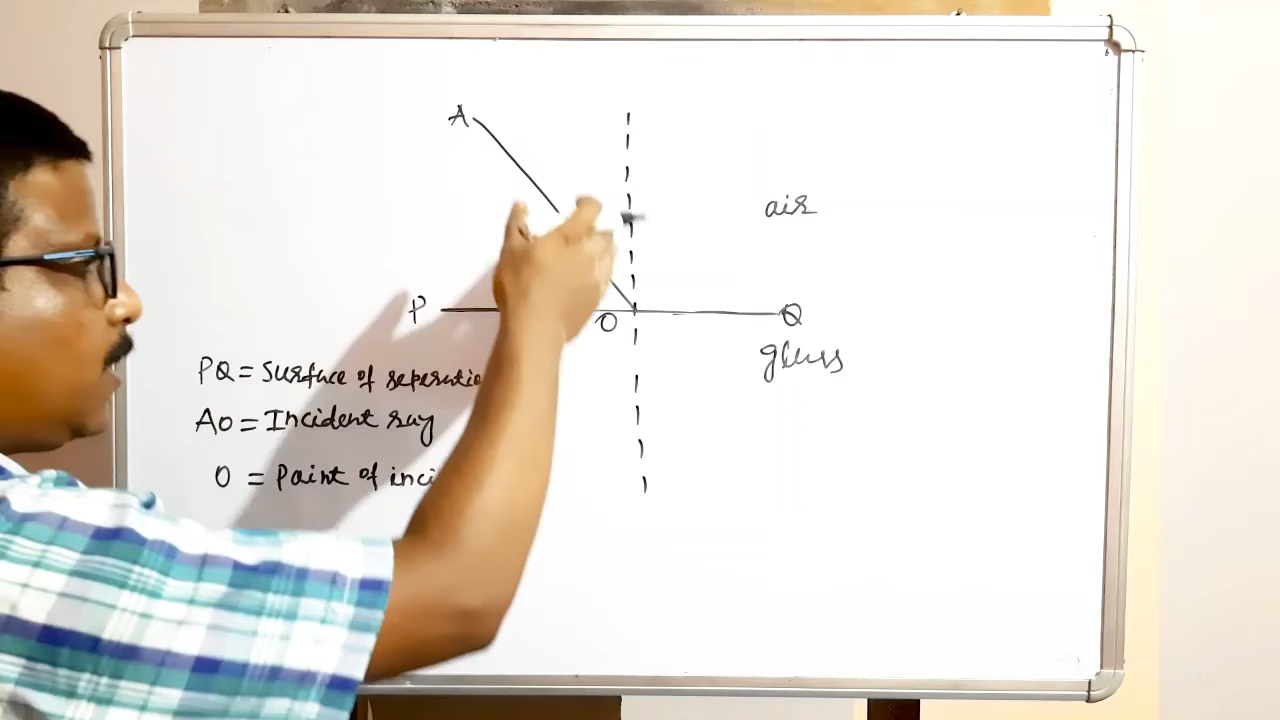 A
air
P
O
Q
glass
PQ = Surface of seperatio
AO = Incident ray
O = Point of inci